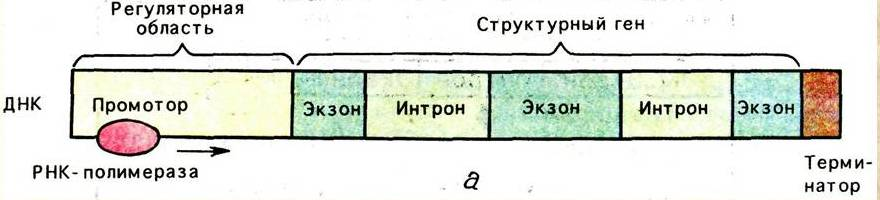 Регуляторная
область
Структурный ген
ДНК
Промотор
Экзон
Интрон
Экзон
Интрон
Экзон
РНК-полимераза
а
Терми-
натор